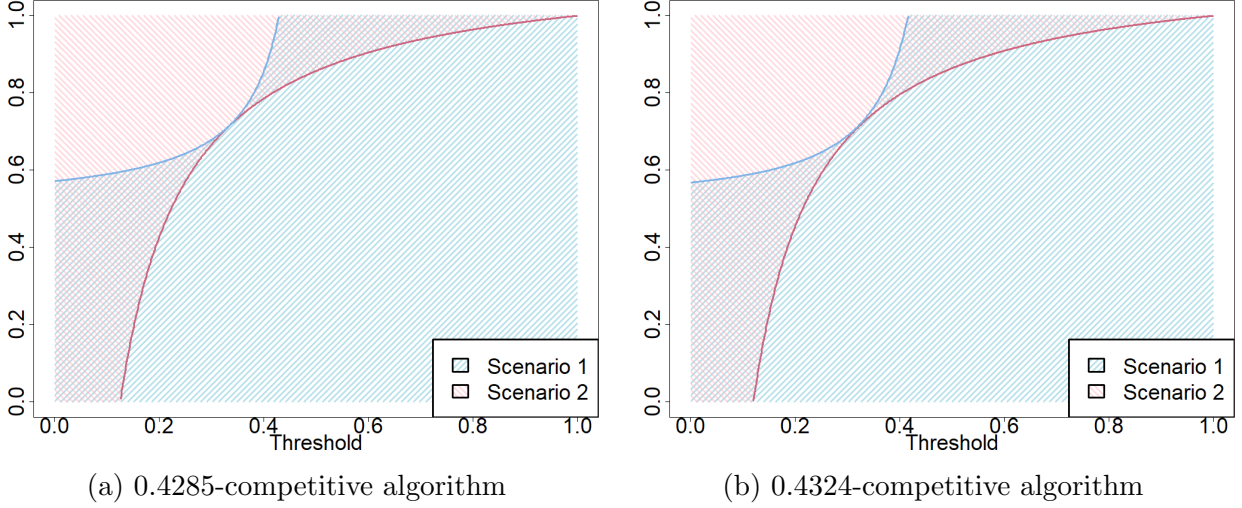 1.0
0.8
0.6
0.4
0.2
0.0
Scenario 1
Scenario 2
0.0 0.2 0.4 0.6 0.8 1.0
Threshold
(a) 0.4285-competitive algorithm
1.0
0.8
0.6
0.4
0.2
0.0
Scenario 1
Scenario 2
0.0 0.2 0.4 0.6 0.8 1.0
Threshold
(b) 0.4324-competitive algorithm